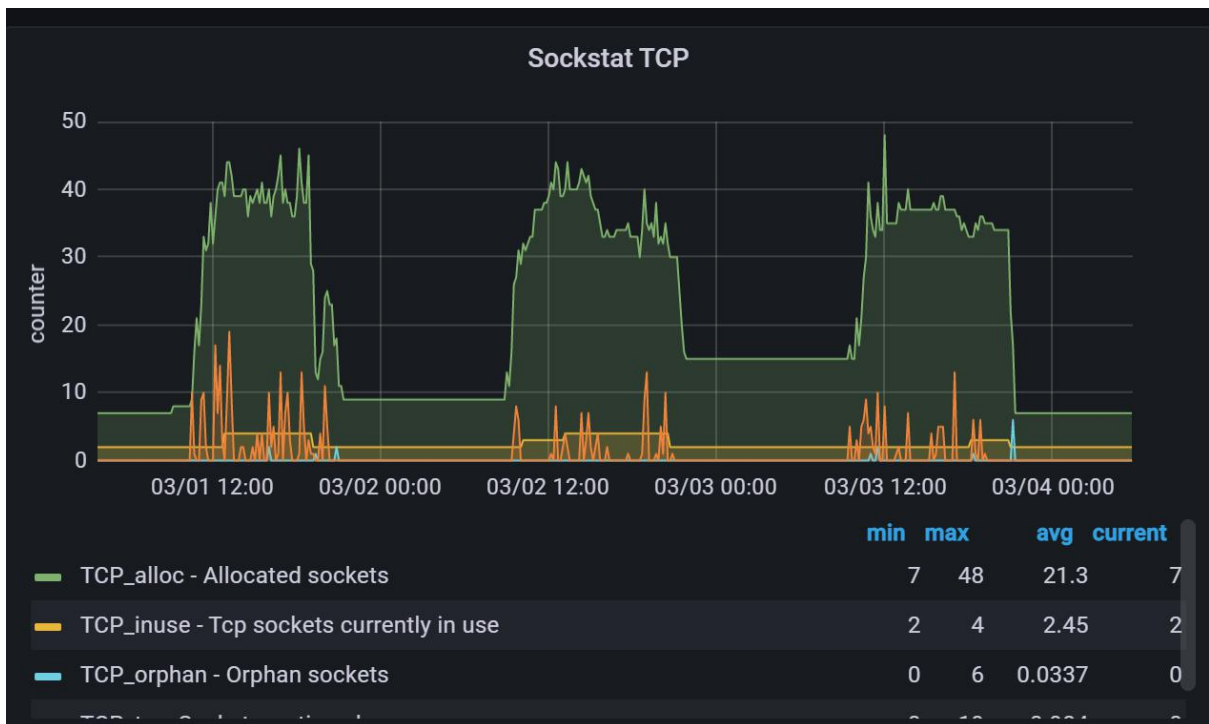 Sockstat TCP
50
40
30
20
10
0
counter
03/01 12:00 03/02 00:00 03/02 12:00 03/03 00:00 03/03 12:00 03/04 00:00
min max avg current
TCP_alloc - Allocated sockets 7 48 21.3 7
TCP_inuse - Tcp sockets currently in use 2 4 2.45 2
TCP_orphan - Orphan sockets 0 6 0.0337 0